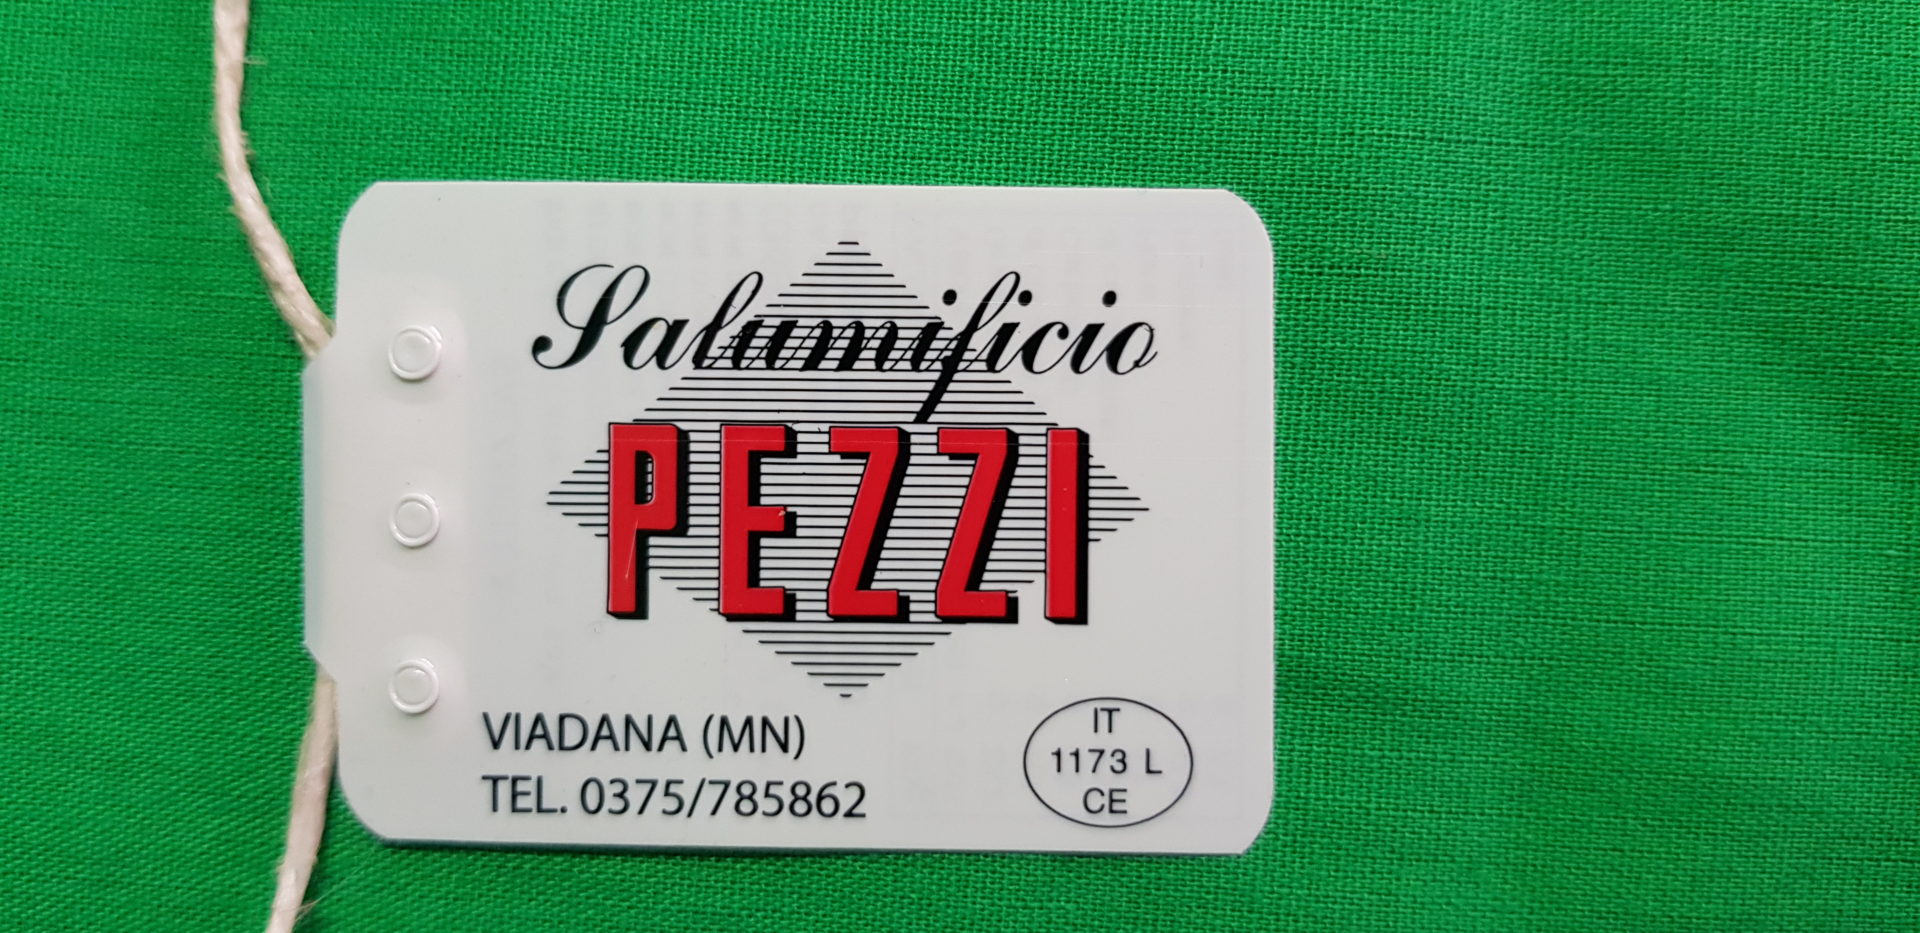 Salumificio
PEZZI
VIADANA (MN)
TEL. 0375/785862
IT
1173 L
CE